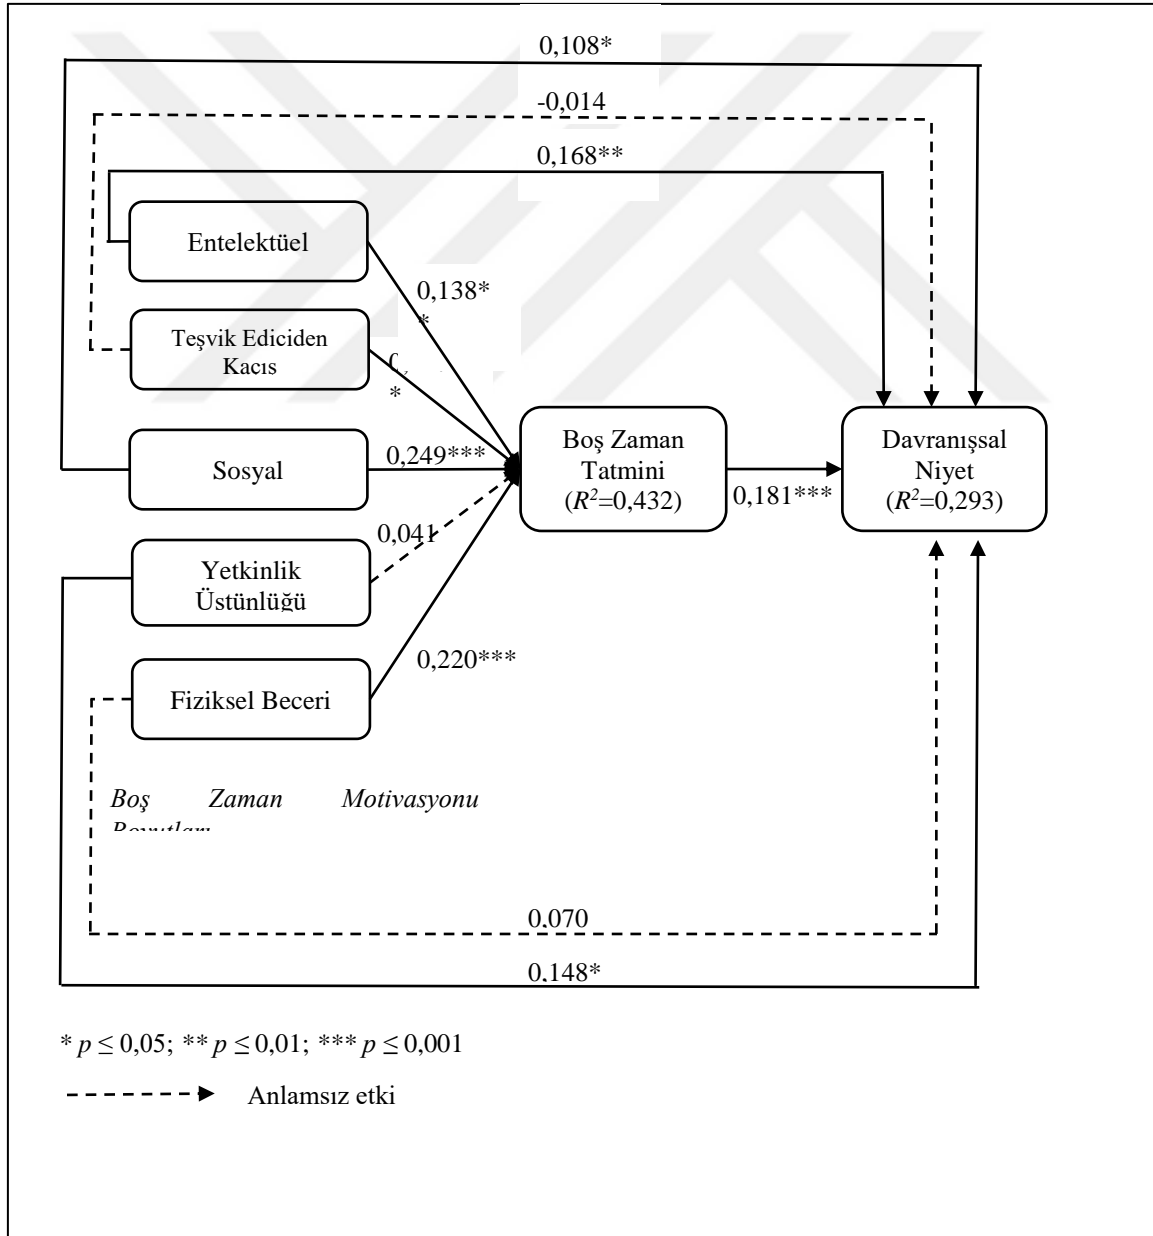 0,108*
-0,014
0,168**
Entelektüel
0,138*
*
Teşvik Ediciden
Kacıs
*
Sosyal
0,249***
Boş Zaman
Tatmini
(R²=0,432)
0,181***
Davranışsal
Niyet
(R²=0,293)
0,041
Yetkinlik
Üstünlüğü
0,220***
Fiziksel Beceri
Boş Zaman Motivasyonu
Boyutları
0,070
0,148*
* p ≤ 0,05; ** p ≤ 0,01; *** p ≤ 0,001
Anlamsız etki